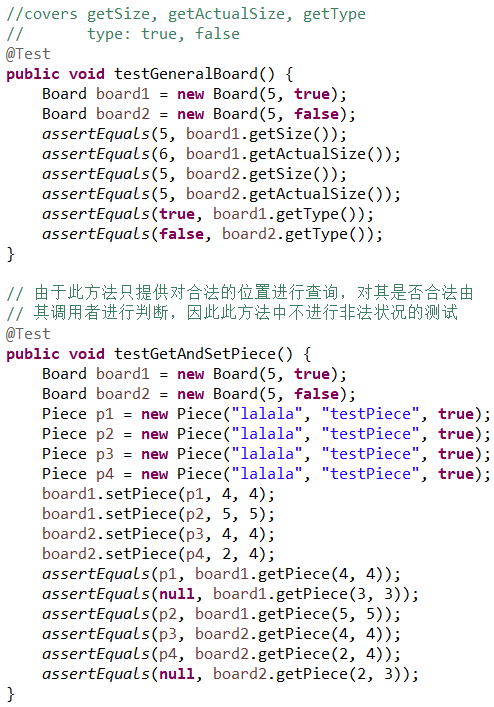 //covers getSize, getActualSize, getType
//      type: true, false
@Test
public void testGeneralBoard() {
    Board board1 = new Board(5, true);
    Board board2 = new Board(5, false);
    assertEquals(5, board1.getSize());
    assertEquals(6, board1.getActualSize());
    assertEquals(5, board2.getSize());
    assertEquals(5, board2.getActualSize());
    assertEquals(true, board1.getType());
    assertEquals(false, board2.getType());
}
// 由于此方法只提供对合法的位置进行查询，对其是否合法由
// 其调用者进行判断，因此此方法中不进行非法状况的测试
@Test
public void testGetAndSetPiece() {
    Board board1 = new Board(5, true);
    Board board2 = new Board(5, false);
    Piece p1 = new Piece("lalala", "testPiece", true);
    Piece p2 = new Piece("lalala", "testPiece", true);
    Piece p3 = new Piece("lalala", "testPiece", true);
    Piece p4 = new Piece("lalala", "testPiece", true);
    board1.setPiece(p1, 4, 4);
    board1.setPiece(p2, 5, 5);
    board2.setPiece(p3, 4, 4);
    board2.setPiece(p4, 2, 4);
    assertEquals(p1, board1.getPiece(4, 4));
    assertEquals(null, board1.getPiece(3, 3));
    assertEquals(p2, board1.getPiece(5, 5));
    assertEquals(p3, board2.getPiece(4, 4));
    assertEquals(p4, board2.getPiece(2, 4));
    assertEquals(null, board2.getPiece(2, 3));
}